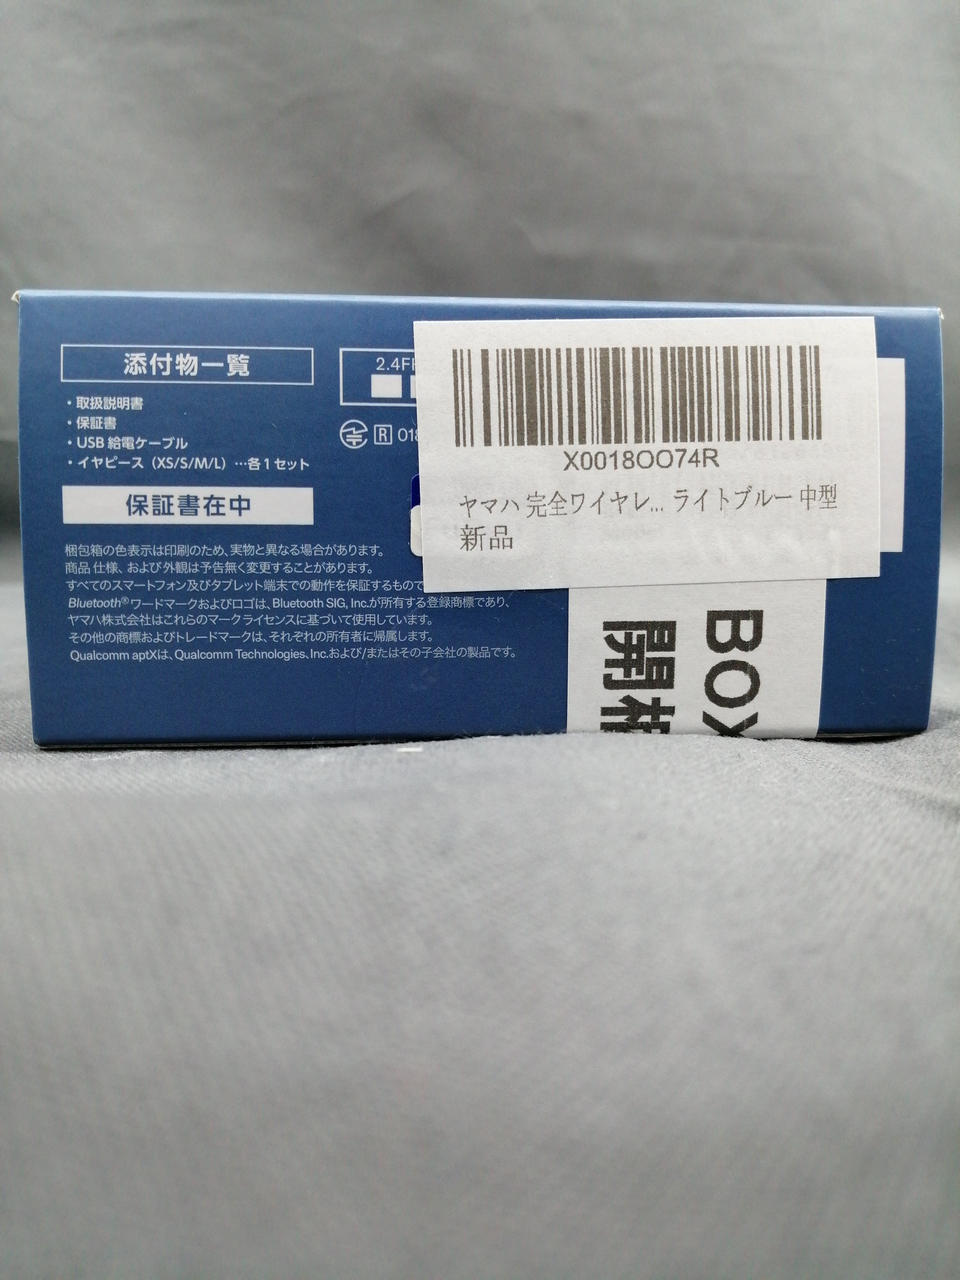 添付物一覧
・取扱説明書
・保証書
・USB 給電ケーブル
・イヤピース（XS/S/M/L）…各1セット
保証書在中
梱包箱の色表示は印刷のため、実物と異なる場合があります。
商品 仕様、および外観は予告無く変更することがあります。
すべてのスマートフォン及びタブレット端末での動作を保証するもので
Bluetooth®ワードマークおよびロゴは、Bluetooth SIG, Inc.が所有する登録商標であり、
ヤマハ株式会社はこれらのマークライセンスに基づいて使用しています。
その他の商標およびトレードマークは、それぞれの所有者に帰属します。
Qualcomm aptXは、Qualcomm Technologies, Inc.および/またはその子会社の製品です。
2.4F
R 018
X0018OO74R
ヤマハ 完全ワイヤレ... ライトブルー 中型
新品
BOX
開梱